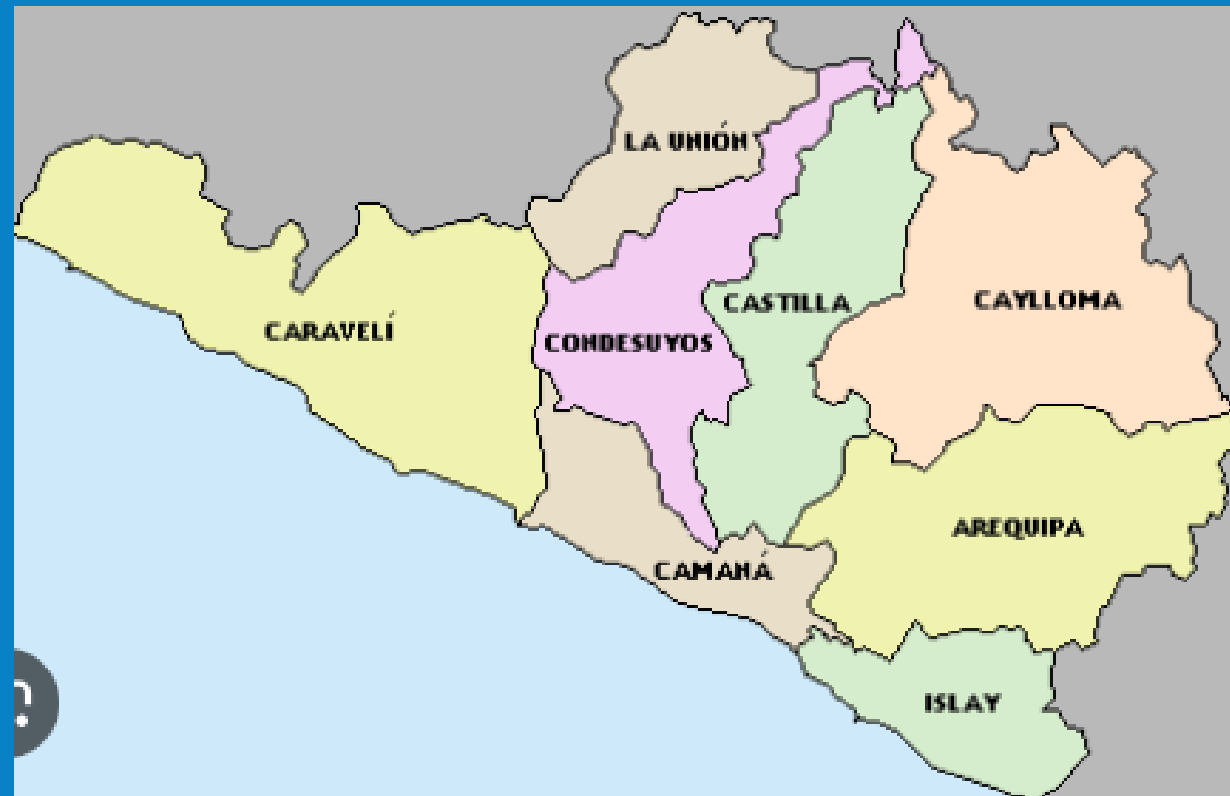 LA UNIÓN
CASTILLA
CAYLLOMA
CARAVELÍ
CONDESUYOS
AREQUIPA
CAMANÁ
ISLAY